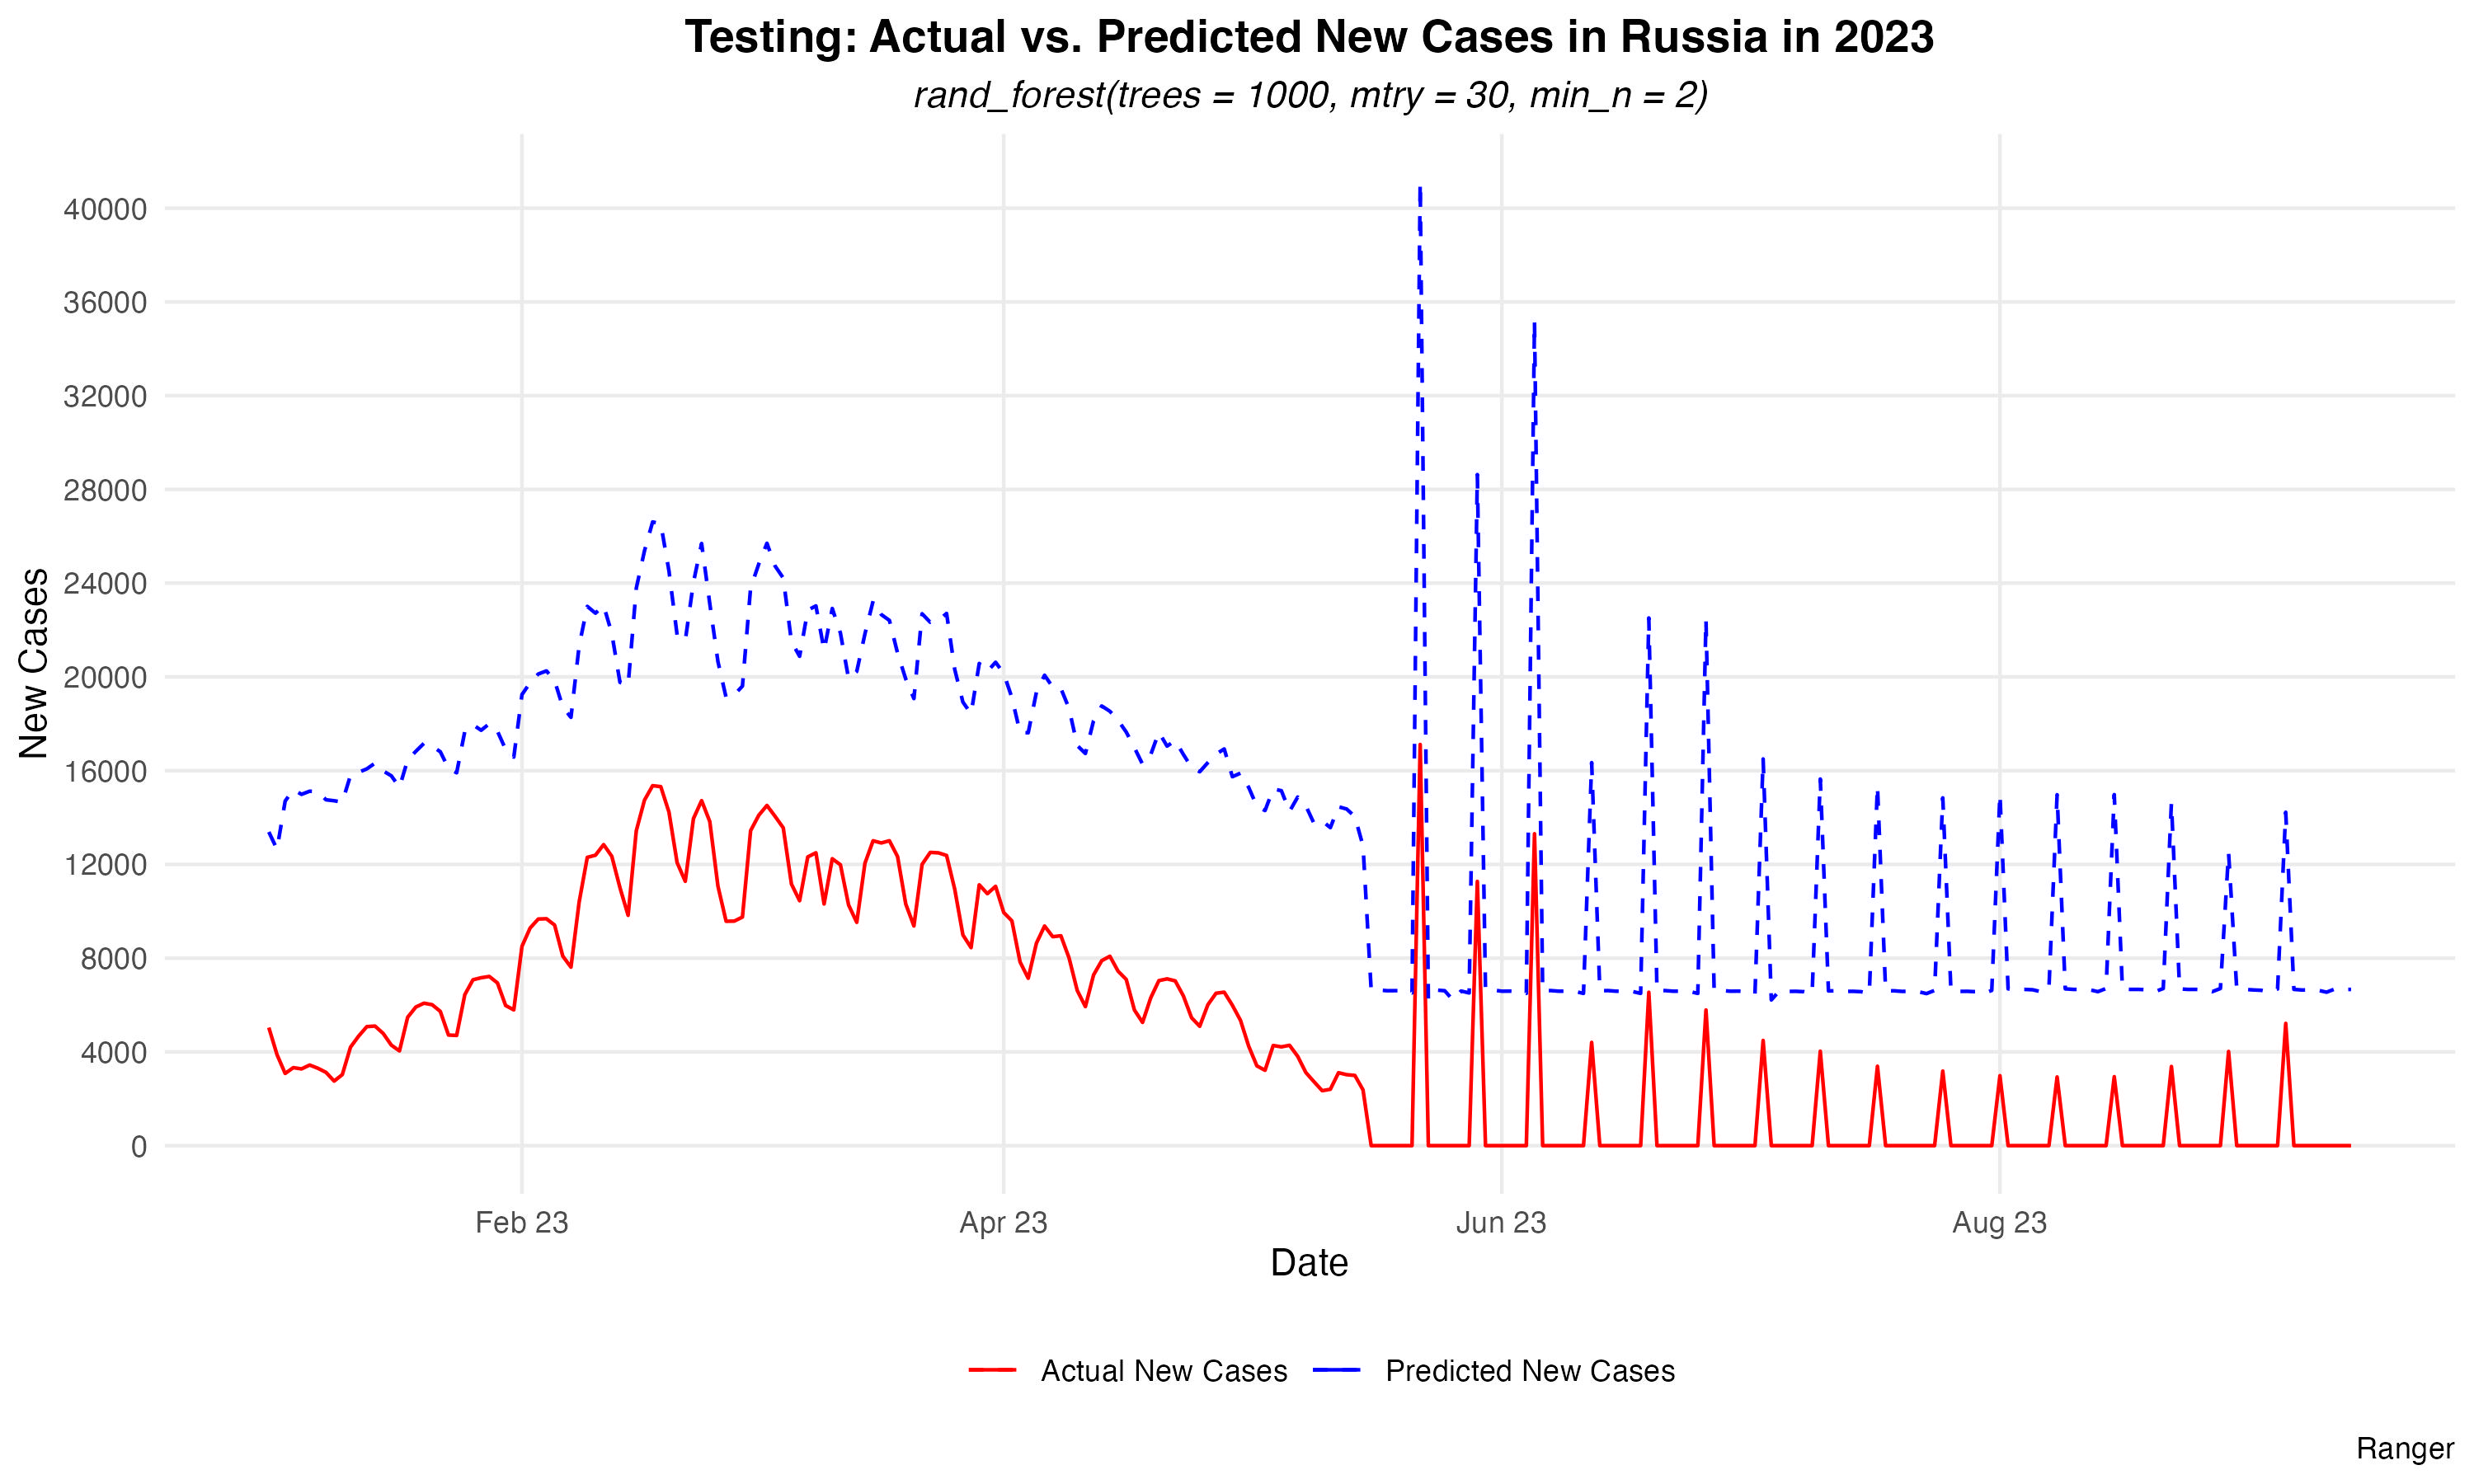 Testing: Actual vs. Predicted New Cases in Russia in 2023
rand_forest(trees = 1000, mtry = 30, min_n = 2)
New Cases
40000
36000
32000
28000
24000
20000
16000
12000
8000
4000
0
Feb 23 Apr 23 Jun 23 Aug 23
Date
Actual New Cases Predicted New Cases
Ranger